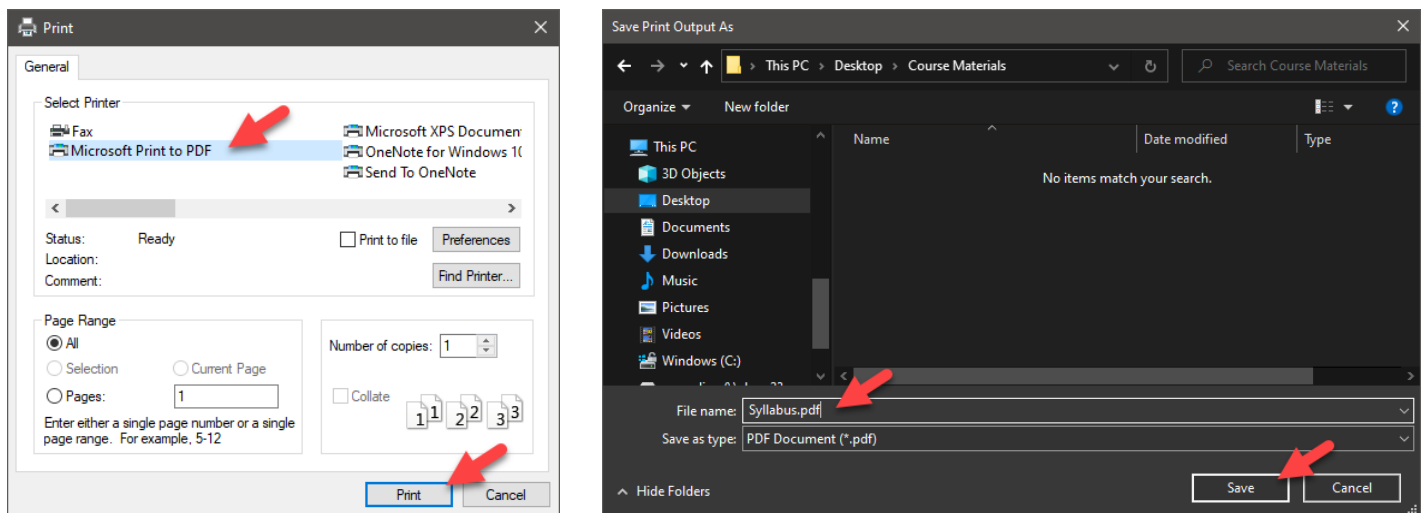 Print
General
Select Printer
Fax
Microsoft Print to PDF
Microsoft XPS Documen
OneNote for Windows 10
Send To OneNote
Status: Ready
Location:
Comment:
Print to file
Preferences
Find Printer...
Page Range
All
Selection Current Page
Pages: 1
Enter either a single page number or a single
page range. For example, 5-12
Number of copies: 1
Collate
11 22 33
Print Cancel
Save Print Output As
This PC > Desktop > Course Materials
Search Course Materials
Organize New folder
Name Date modified Type
No items match your search.
This PC
3D Objects
Desktop
Documents
Downloads
Music
Pictures
Videos
Windows (C:)
File name: Syllabus.pdf
Save as type: PDF Document (*.pdf)
Hide Folders
Save Cancel